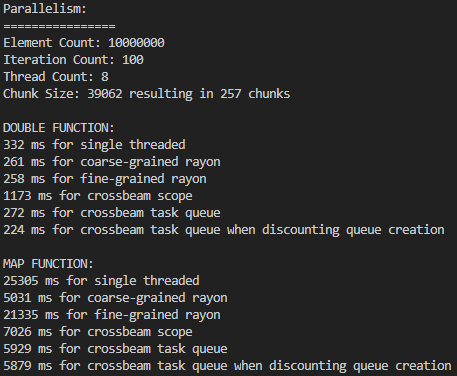 Parallelism:
================
Element Count: 10000000
Iteration Count: 100
Thread Count: 8
Chunk Size: 39062 resulting in 257 chunks
DOUBLE FUNCTION:
332 ms for single threaded
261 ms for coarse-grained rayon
258 ms for fine-grained rayon
1173 ms for crossbeam scope
272 ms for crossbeam task queue
224 ms for crossbeam task queue when discounting queue creation
MAP FUNCTION:
25305 ms for single threaded
5031 ms for coarse-grained rayon
21335 ms for fine-grained rayon
7026 ms for crossbeam scope
5929 ms for crossbeam task queue
5879 ms for crossbeam task queue when discounting queue creation